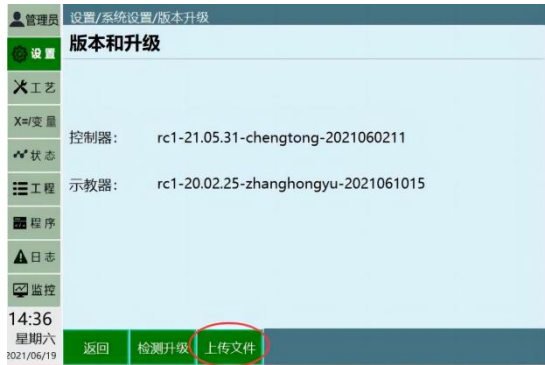 管理员
设置/系统设置/版本升级
设置
版本和升级
工艺
X=/变量
控制器： rc1-21.05.31-chengtong-2021060211
状态
工程
示教器： rc1-20.02.25-zhanghongyu-2021061015
程序
日志
监控
14:36
星期六
2021/06/19
返回
检测升级
上传文件